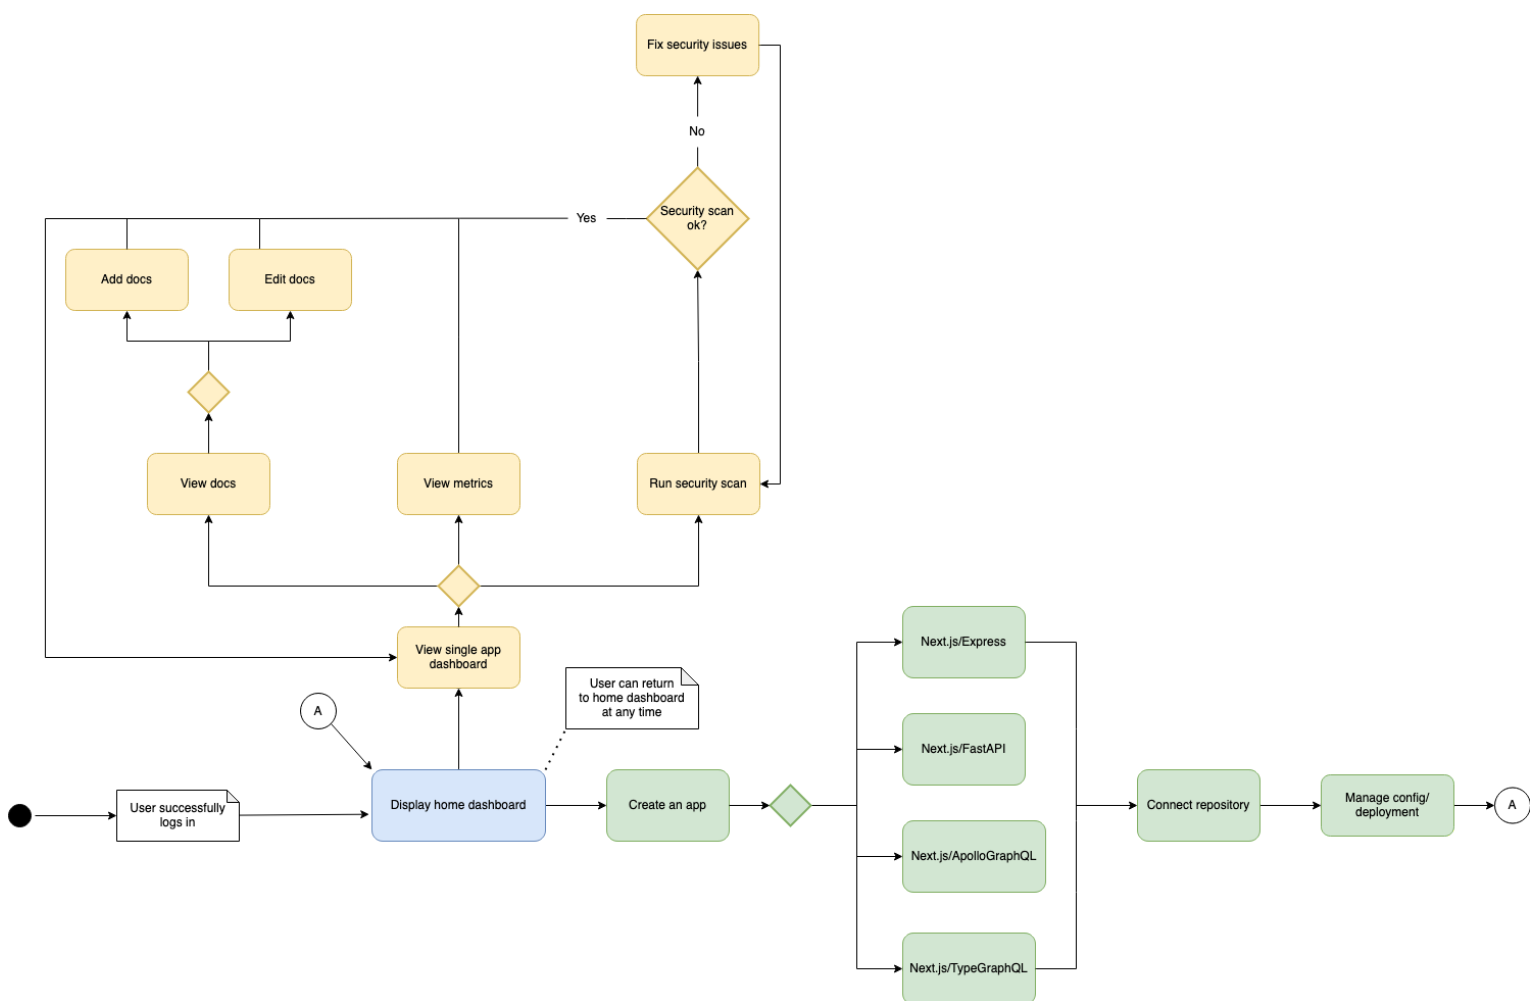 Fix security issues
No
Security scan
ok?
Yes
Add docs
Edit docs
View docs
View metrics
Run security scan
View single app
dashboard
User can return
to home dashboard
at any time
A
User successfully
logs in
Display home dashboard
Create an app
Next.js/Express
Next.js/FastAPI
Next.js/ApolloGraphQL
Next.js/TypeGraphQL
Connect repository
Manage config/
deployment
A